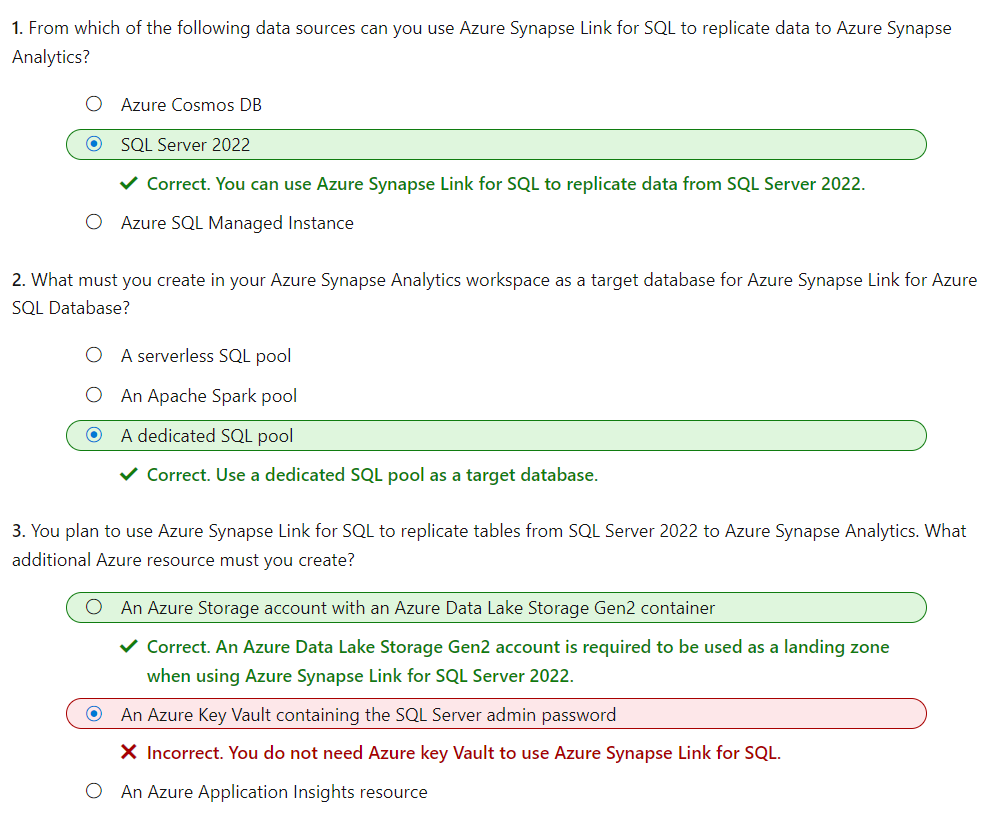 1. From which of the following data sources can you use Azure Synapse Link for SQL to replicate data to Azure Synapse
Analytics?
Azure Cosmos DB
SQL Server 2022
Correct. You can use Azure Synapse Link for SQL to replicate data from SQL Server 2022.
Azure SQL Managed Instance
2. What must you create in your Azure Synapse Analytics workspace as a target database for Azure Synapse Link for Azure
SQL Database?
A serverless SQL pool
An Apache Spark pool
A dedicated SQL pool
Correct. Use a dedicated SQL pool as a target database.
3. You plan to use Azure Synapse Link for SQL to replicate tables from SQL Server 2022 to Azure Synapse Analytics. What
additional Azure resource must you create?
An Azure Storage account with an Azure Data Lake Storage Gen2 container
Correct. An Azure Data Lake Storage Gen2 account is required to be used as a landing zone
when using Azure Synapse Link for SQL Server 2022.
An Azure Key Vault containing the SQL Server admin password
Incorrect. You do not need Azure key Vault to use Azure Synapse Link for SQL.
An Azure Application Insights resource